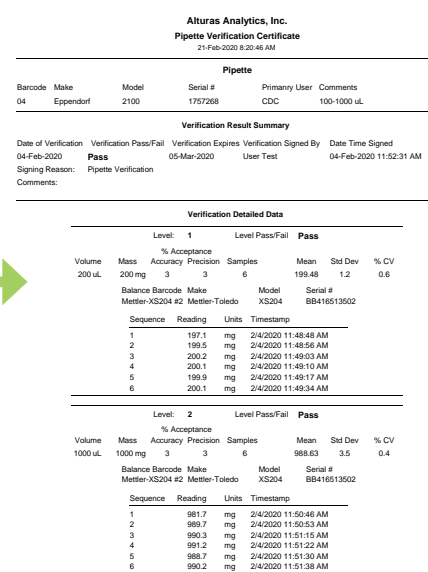 Alturas Analytics, Inc.
Pipette Verification Certificate
21-Feb-2020 8:20:46 AM
Pipette
Barcode Make Model Serial # Primanry User Comments
04 Eppendorf 2100 1757268 CDC 100-1000 uL
Verification Result Summary
Date of Verification Verification Pass/Fail Verification Expires Verification Signed By Date Time Signed
04-Feb-2020 Pass 05-Mar-2020 User Test 04-Feb-2020 11:52:31 AM
Signing Reason: Pipette Verification
Comments:
Verification Detailed Data
Level: 1 Level Pass/Fail Pass
% Acceptance
Volume Mass Accuracy Precision Samples Mean Std Dev % CV
200 uL 200 mg 3 3 6 199.48 1.2 0.6
Balance Barcode Make Model Serial #
Mettler-XS204 #2 Mettler-Toledo XS204 BB416513502
Sequence Reading Units Timestamp
1 197.1 mg 2/4/2020 11:48:48 AM
2 199.5 mg 2/4/2020 11:48:56 AM
3 200.2 mg 2/4/2020 11:49:03 AM
4 200.1 mg 2/4/2020 11:49:10 AM
5 199.9 mg 2/4/2020 11:49:17 AM
6 200.1 mg 2/4/2020 11:49:34 AM
Level: 2 Level Pass/Fail Pass
% Acceptance
Volume Mass Accuracy Precision Samples Mean Std Dev % CV
1000 uL 1000 mg 3 3 6 988.63 3.5 0.4
Balance Barcode Make Model Serial #
Mettler-XS204 #2 Mettler-Toledo XS204 BB416513502
Sequence Reading Units Timestamp
1 981.7 mg 2/4/2020 11:50:46 AM
2 989.7 mg 2/4/2020 11:50:53 AM
3 990.3 mg 2/4/2020 11:51:15 AM
4 991.2 mg 2/4/2020 11:51:22 AM
5 988.7 mg 2/4/2020 11:51:30 AM
6 990.2 mg 2/4/2020 11:51:38 AM